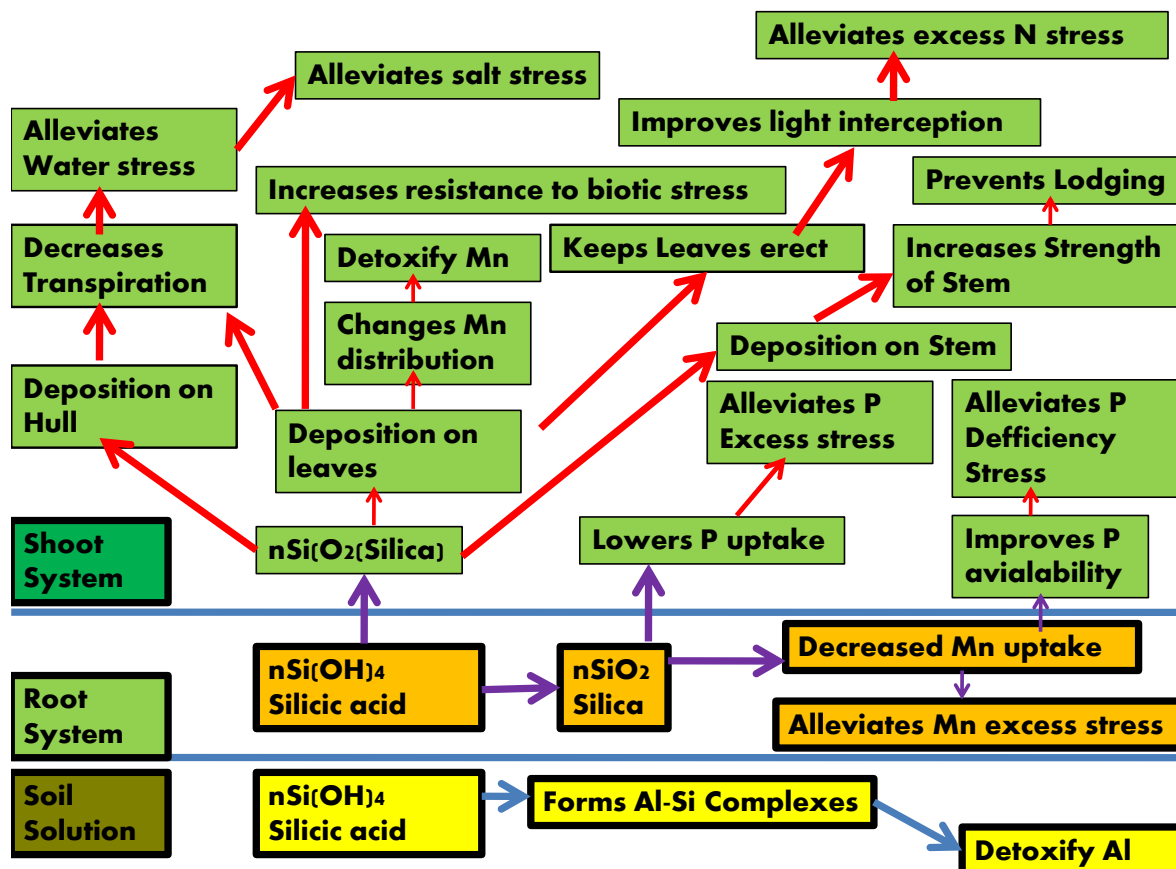 Alleviates excess N stress
Alleviates salt stress
Improves light interception
Alleviates
Water stress
Increases resistance to biotic stress
Prevents Lodging
Decreases
Transpiration
Detoxify Mn
Keeps Leaves erect
Increases Strength
of Stem
Changes Mn
distribution
Deposition on Stem
Deposition on
Hull
Deposition on
leaves
Alleviates P
Excess stress
Alleviates P
Defficiency
Stress
Shoot
System
nSi(O₂(Silica)
Lowers P uptake
Improves P
avialability
Root
System
nSi(OH)₄
Silicic acid
nSiO₂
Silica
Decreased Mn uptake
Alleviates Mn excess stress
Soil
Solution
nSi(OH)₄
Silicic acid
Forms Al-Si Complexes
Detoxify Al